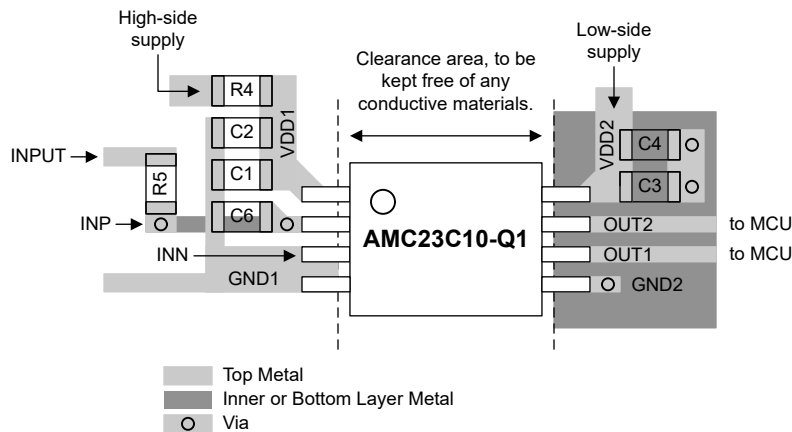 High-side
supply
Low-side
supply
Clearance area, to be
kept free of any
conductive materials.
R4
C2
C1
C6
VDD1
VDD2
C4
C3
INPUT
R5
INP
INN
GND1
AMC23C10-Q1
OUT2
to MCU
OUT1
to MCU
GND2
Top Metal
Inner or Bottom Layer Metal
Via